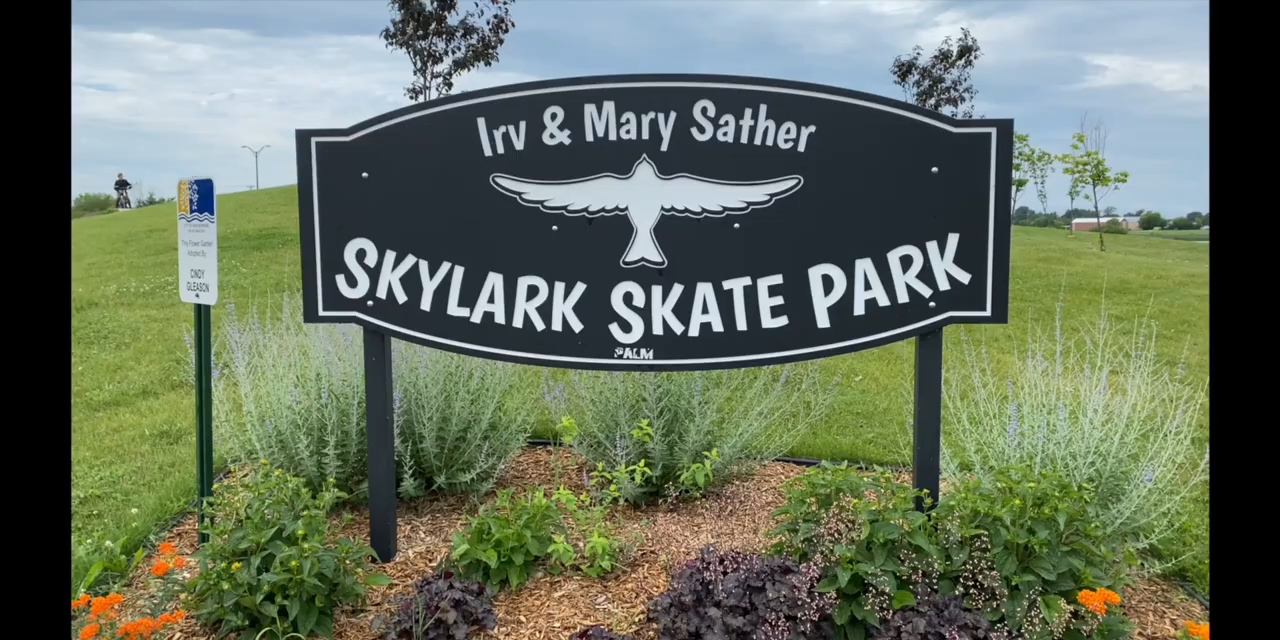 Irv & Mary Sather
SKYLARK SKATE PARK
PALM
The Flower Garden
Adopted By:
CINDY
GLEASON